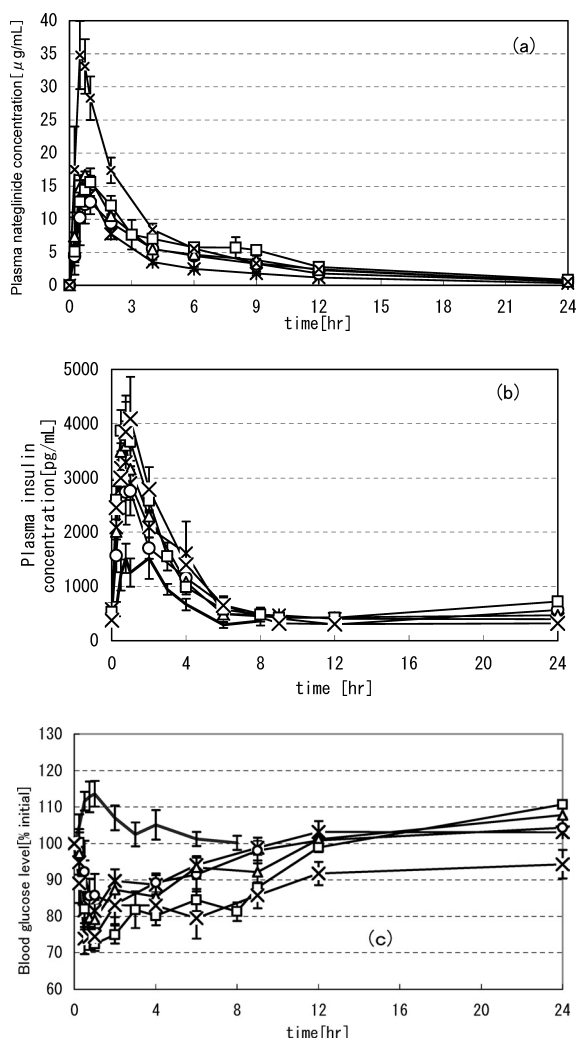 (a)
Plasma nateglinide concentration[μg/mL]
40
35
30
25
20
15
10
5
0
0 3 6 9 12 15 18 21 24
time[hr]
(b)
Plasma insulin
concentration[pg/mL]
5000
4000
3000
2000
1000
0
0 4 8 12 16 20 24
time [hr]
(c)
Blood glucose level[% initial]
130
120
110
100
90
80
70
60
0 4 8 12 16 20 24
time[hr]